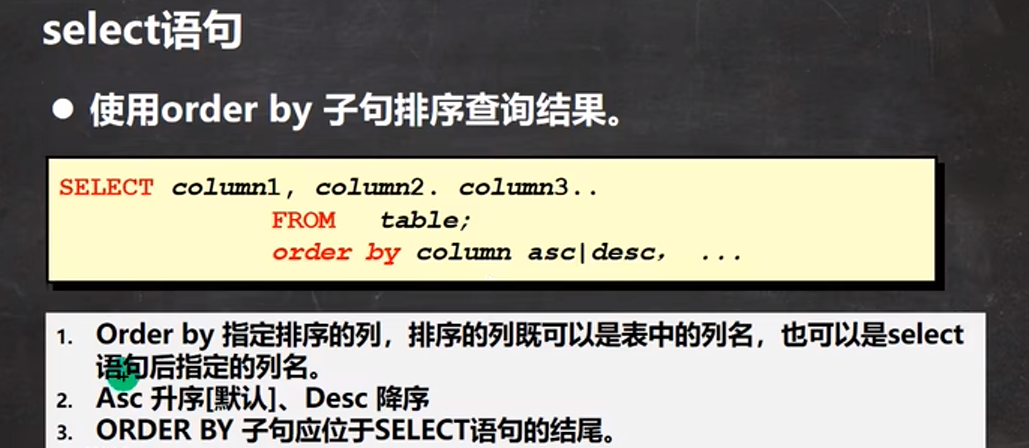 select语句
● 使用order by 子句排序查询结果。
SELECT column1, column2. column3..
FROM table;
order by column asc|desc, ...
1. Order by 指定排序的列，排序的列既可以是表中的列名，也可以是select
语句后指定的列名。
2. Asc 升序[默认]、Desc 降序
3. ORDER BY 子句应位于SELECT语句的结尾。